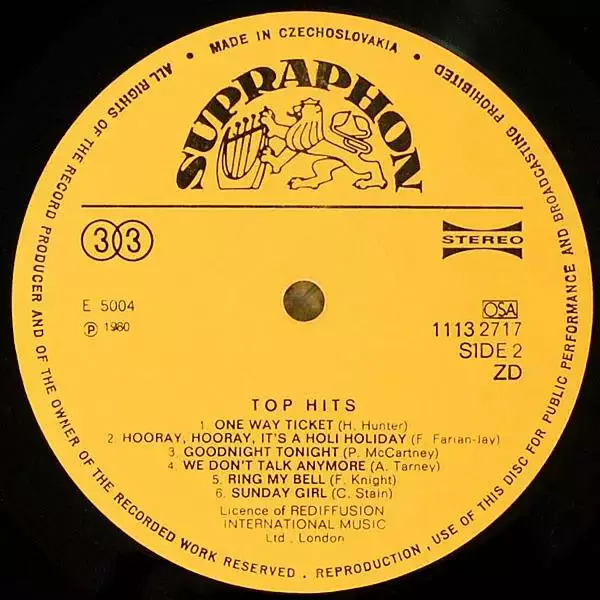 ALL RIGHTS OF THE RECORD PRODUCER AND OF THE OWNER OF THE RECORDED WORK RESERVED . REPRODUCTION , USE OF THIS DISC FOR PUBLIC PERFORMANCE AND BROADCASTING PROHIBITED
• MADE IN CZECHOSLOVAKIA •
SUPRAPHON
33
STEREO
E 5004
℗ 1980
OSA
1113 2717
SIDE 2
ZD
TOP HITS
1. ONE WAY TICKET (H. Hunter)
2. HOORAY, HOORAY, IT'S A HOLI HOLIDAY (F. Farian-Jay)
3. GOODNIGHT TONIGHT (P. McCartney)
4. WE DON'T TALK ANYMORE (A. Tarney)
5. RING MY BELL (F. Knight)
6. SUNDAY GIRL (C. Stain)
Licence of REDIFFUSION
INTERNATIONAL MUSIC
Ltd., London